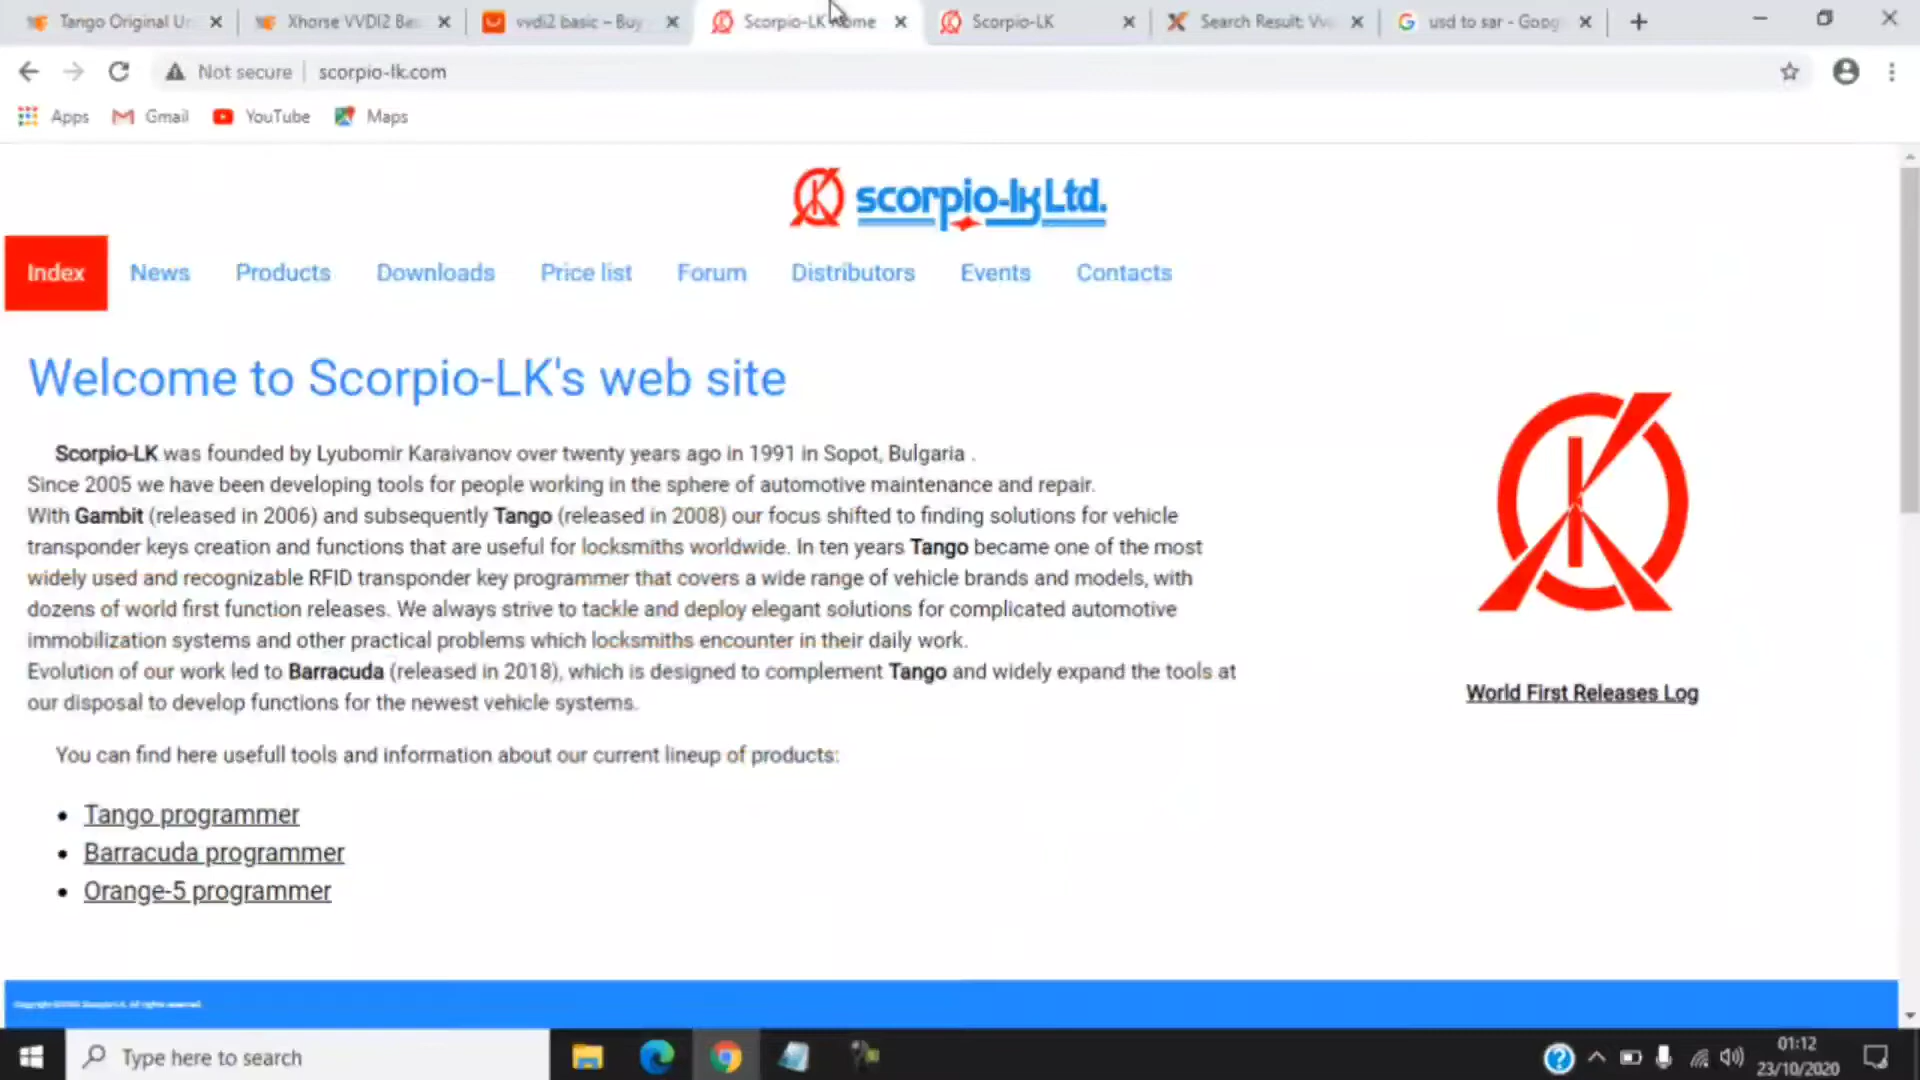 Tango Original Un
Xhorse VVDI2 Bas
vvdi2 basic – Buy
Scorpio-LK Home
Scorpio-LK
Search Result: Vv
usd to sar - Goog
Not secure
scorpio-lk.com
Apps
Gmail
YouTube
Maps
scorpio-lk Ltd.
Index
News
Products
Downloads
Price list
Forum
Distributors
Events
Contacts
Welcome to Scorpio-LK's web site
Scorpio-LK was founded by Lyubomir Karaivanov over twenty years ago in 1991 in Sopot, Bulgaria .
Since 2005 we have been developing tools for people working in the sphere of automotive maintenance and repair.
With Gambit (released in 2006) and subsequently Tango (released in 2008) our focus shifted to finding solutions for vehicle
transponder keys creation and functions that are useful for locksmiths worldwide. In ten years Tango became one of the most
widely used and recognizable RFID transponder key programmer that covers a wide range of vehicle brands and models, with
dozens of world first function releases. We always strive to tackle and deploy elegant solutions for complicated automotive
immobilization systems and other practical problems which locksmiths encounter in their daily work.
Evolution of our work led to Barracuda (released in 2018), which is designed to complement Tango and widely expand the tools at
our disposal to develop functions for the newest vehicle systems.
World First Releases Log
You can find here usefull tools and information about our current lineup of products:
Tango programmer
Barracuda programmer
Orange-5 programmer
Type here to search
01:12
23/10/2020